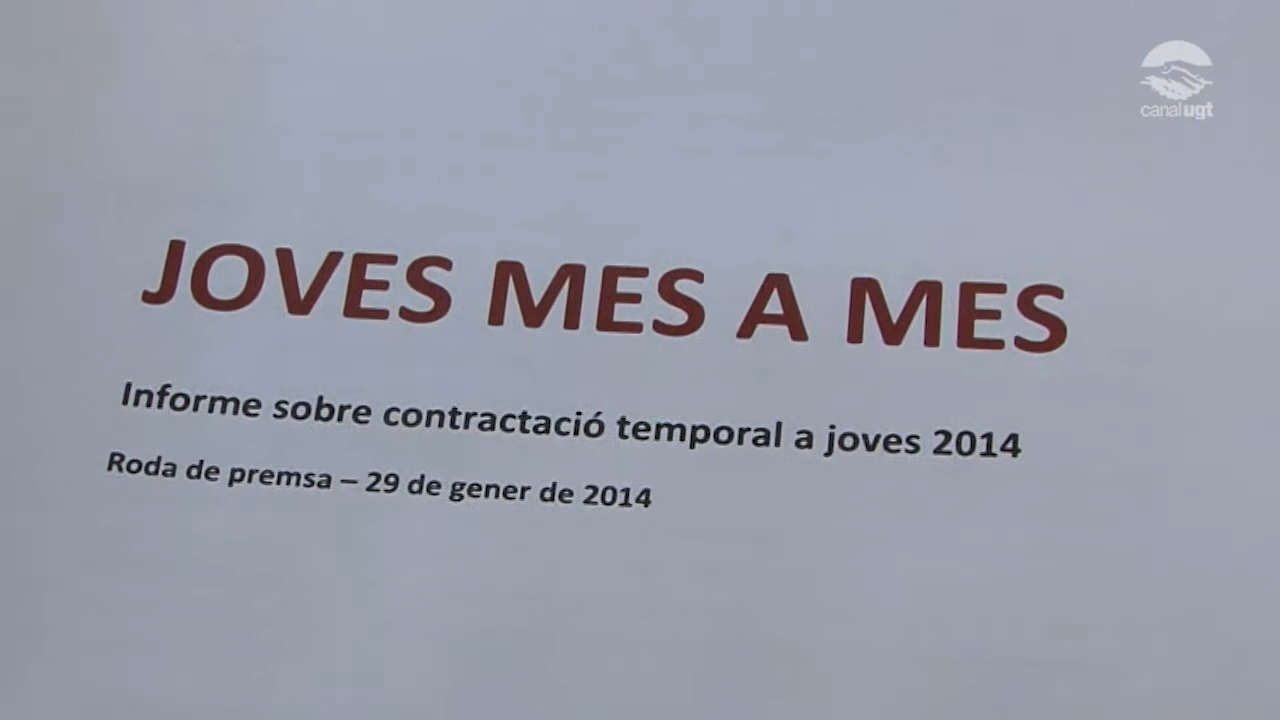 canalugt
JOVES MES A MES
Informe sobre contractació temporal a joves 2014
Roda de premsa – 29 de gener de 2014